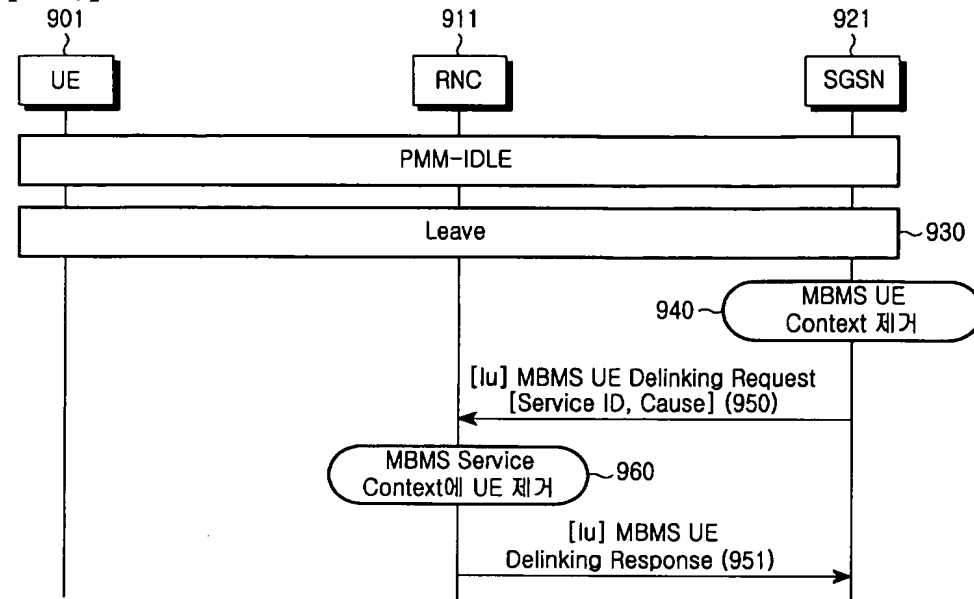 901
911
921
UE
RNC
SGSN
PMM-IDLE
Leave
930
940
MBMS UE
Context 제거
[Iu] MBMS UE Delinking Request
[Service ID, Cause] (950)
MBMS Service
Context에 UE 제거
960
[Iu] MBMS UE
Delinking Response (951)